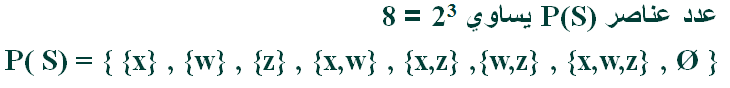 عدد عناصر P(S) يساوي 2³ = 8
P( S) = { {x} , {w} , {z} , {x,w} , {x,z} ,{w,z} , {x,w,z} , Ø }